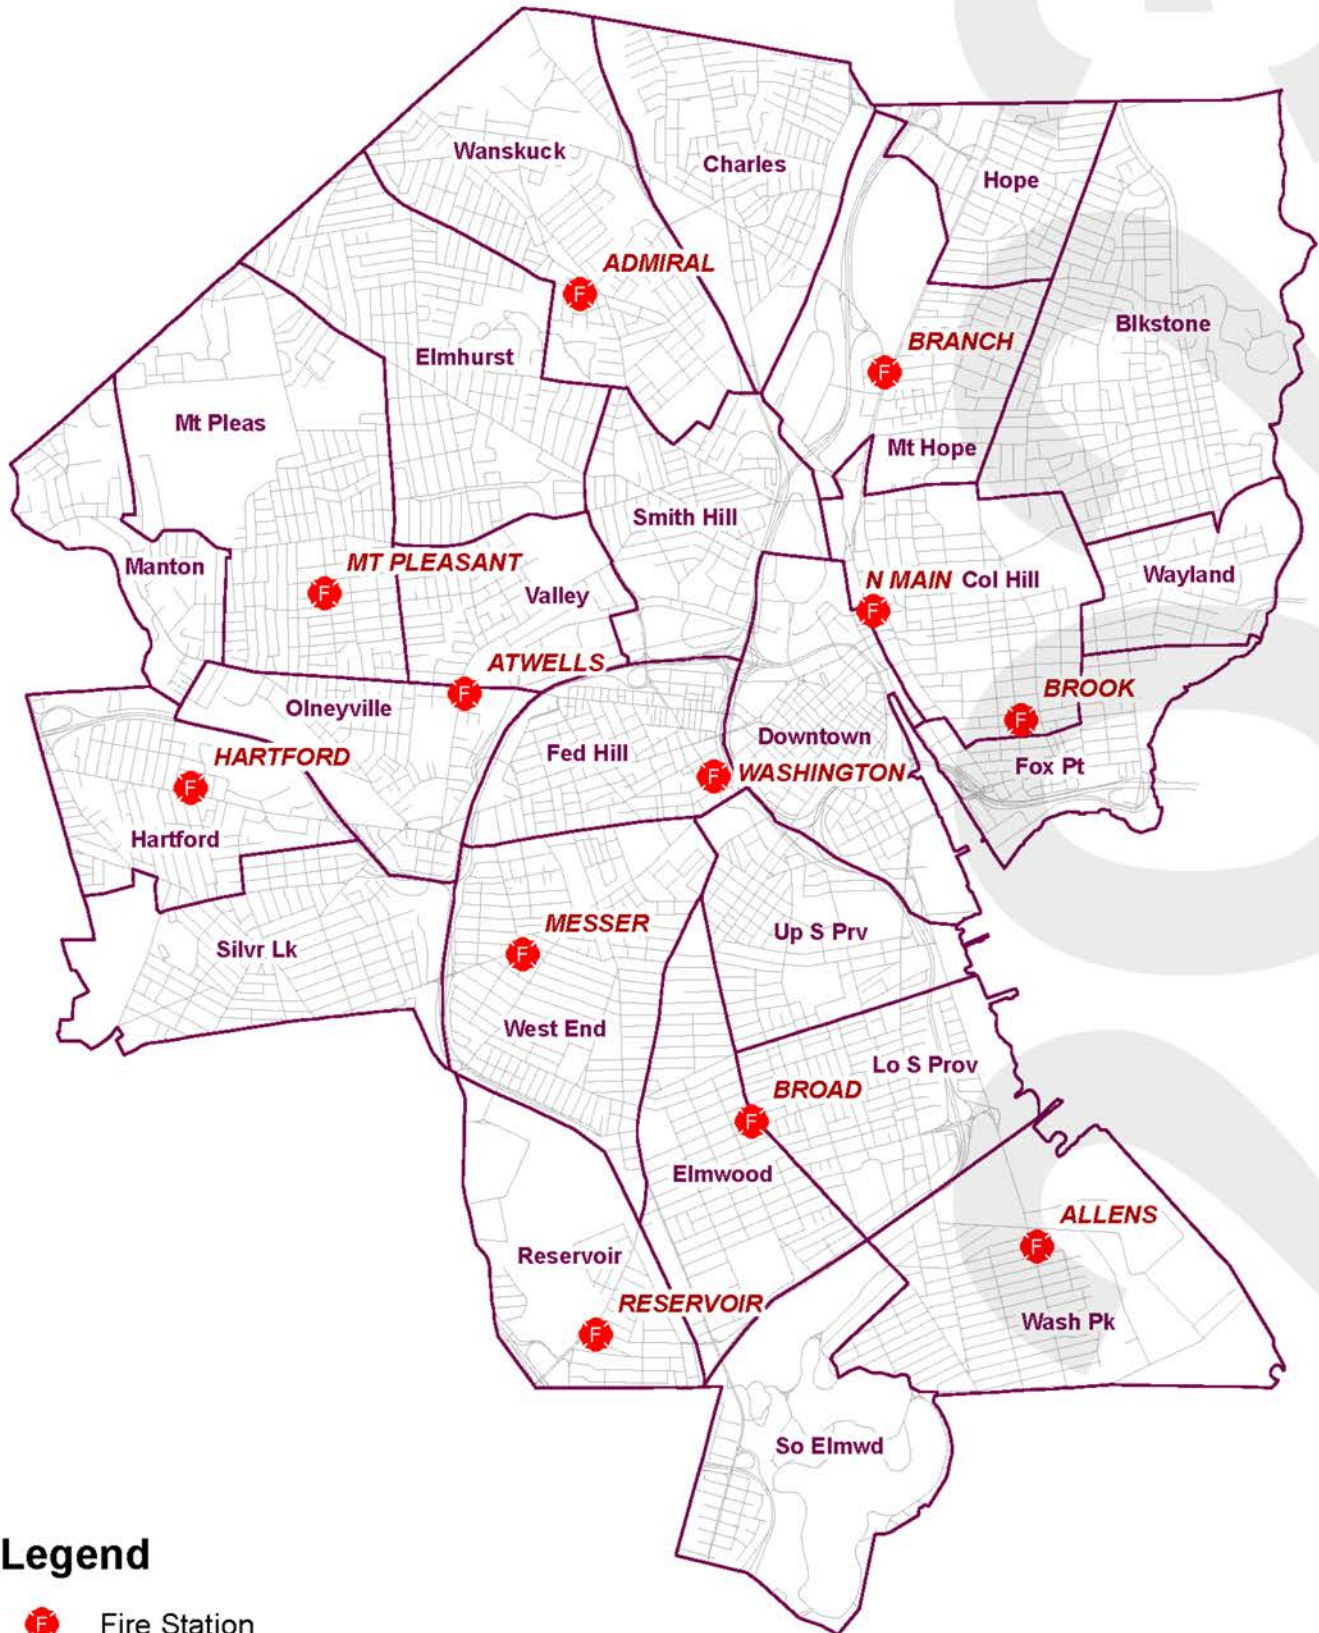 Wanskuck
Charles
Hope
ADMIRAL
Blkstone
BRANCH
Elmhurst
Mt Pleas
Mt Hope
Smith Hill
MT PLEASANT
Manton
Valley
N MAIN
Col Hill
Wayland
ATWELLS
BROOK
Olneyville
HARTFORD
Fed Hill
Downtown
WASHINGTON
Fox Pt
Hartford
MESSER
Up S Prv
Silvr Lk
West End
Lo S Prov
BROAD
Elmwood
ALLENS
Reservoir
RESERVOIR
Wash Pk
So Elmwd
Legend
F Fire Station